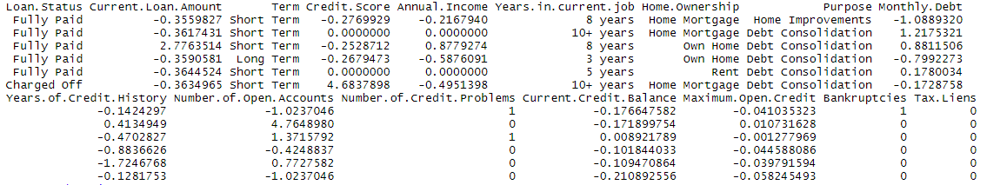 Loan.Status Current.Loan.Amount Term Credit.Score Annual.Income Years.in.current.job Home.Ownership Purpose Monthly.Debt
Fully Paid -0.3559827 Short Term -0.2769929 -0.2167940 8 years Home Mortgage Home Improvements -1.0889320
Fully Paid -0.3617431 Short Term 0.0000000 0.0000000 10+ years Home Mortgage Debt Consolidation 1.2175321
Fully Paid 2.7763514 Short Term -0.2528712 0.8779274 8 years Own Home Debt Consolidation 0.8811506
Fully Paid -0.3590581 Long Term -0.2679473 -0.5876091 3 years Own Home Debt Consolidation -0.7992273
Fully Paid -0.3644524 Short Term 0.0000000 0.0000000 5 years Rent Debt Consolidation 0.1780034
Charged Off -0.3634965 Short Term 4.6837898 -0.4951398 10+ years Home Mortgage Debt Consolidation -0.1728758
Years.of.Credit.History Number.of.Open.Accounts Number.of.Credit.Problems Current.Credit.Balance Maximum.Open.Credit Bankruptcies Tax.Liens
-0.1424297 -1.0237046 1 -0.176647582 -0.041035323 1 0
0.4134949 4.7648980 0 -0.171899754 0.010731628 0 0
-0.4702827 1.3715792 1 0.008921789 -0.001277969 0 0
-0.8836626 -0.4248837 0 -0.101844033 -0.044588086 0 0
-1.7246768 0.7727582 0 -0.109470864 -0.039791594 0 0
-0.1281753 -1.0237046 0 -0.210892556 -0.058245493 0 0